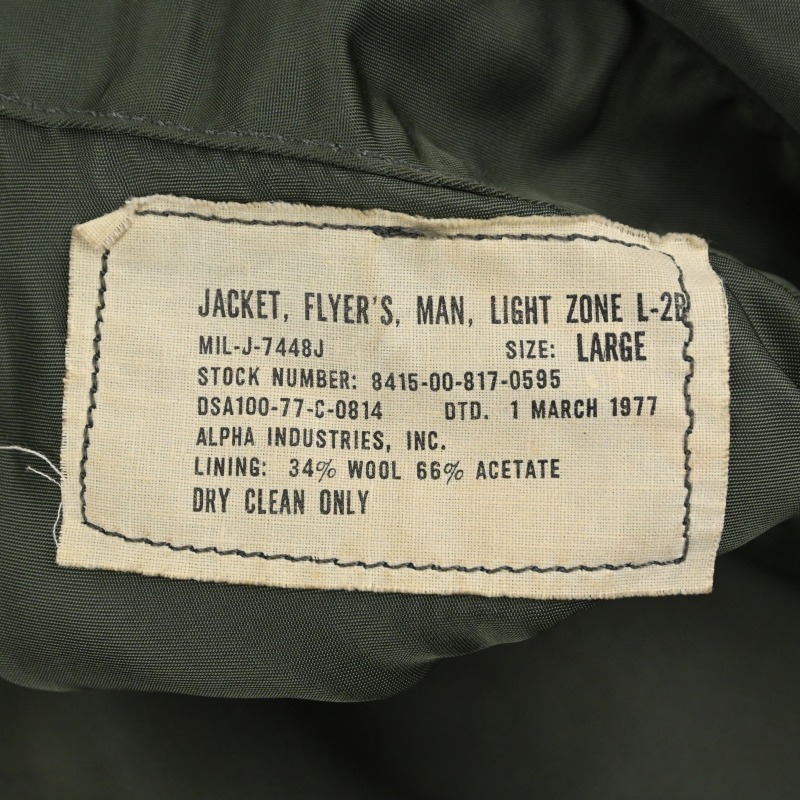 JACKET, FLYER'S, MAN, LIGHT ZONE L-2B
MIL-J-7448J SIZE: LARGE
STOCK NUMBER: 8415-00-817-0595
DSA100-77-C-0814 DTD. 1 MARCH 1977
ALPHA INDUSTRIES, INC.
LINING: 34% WOOL 66% ACETATE
DRY CLEAN ONLY